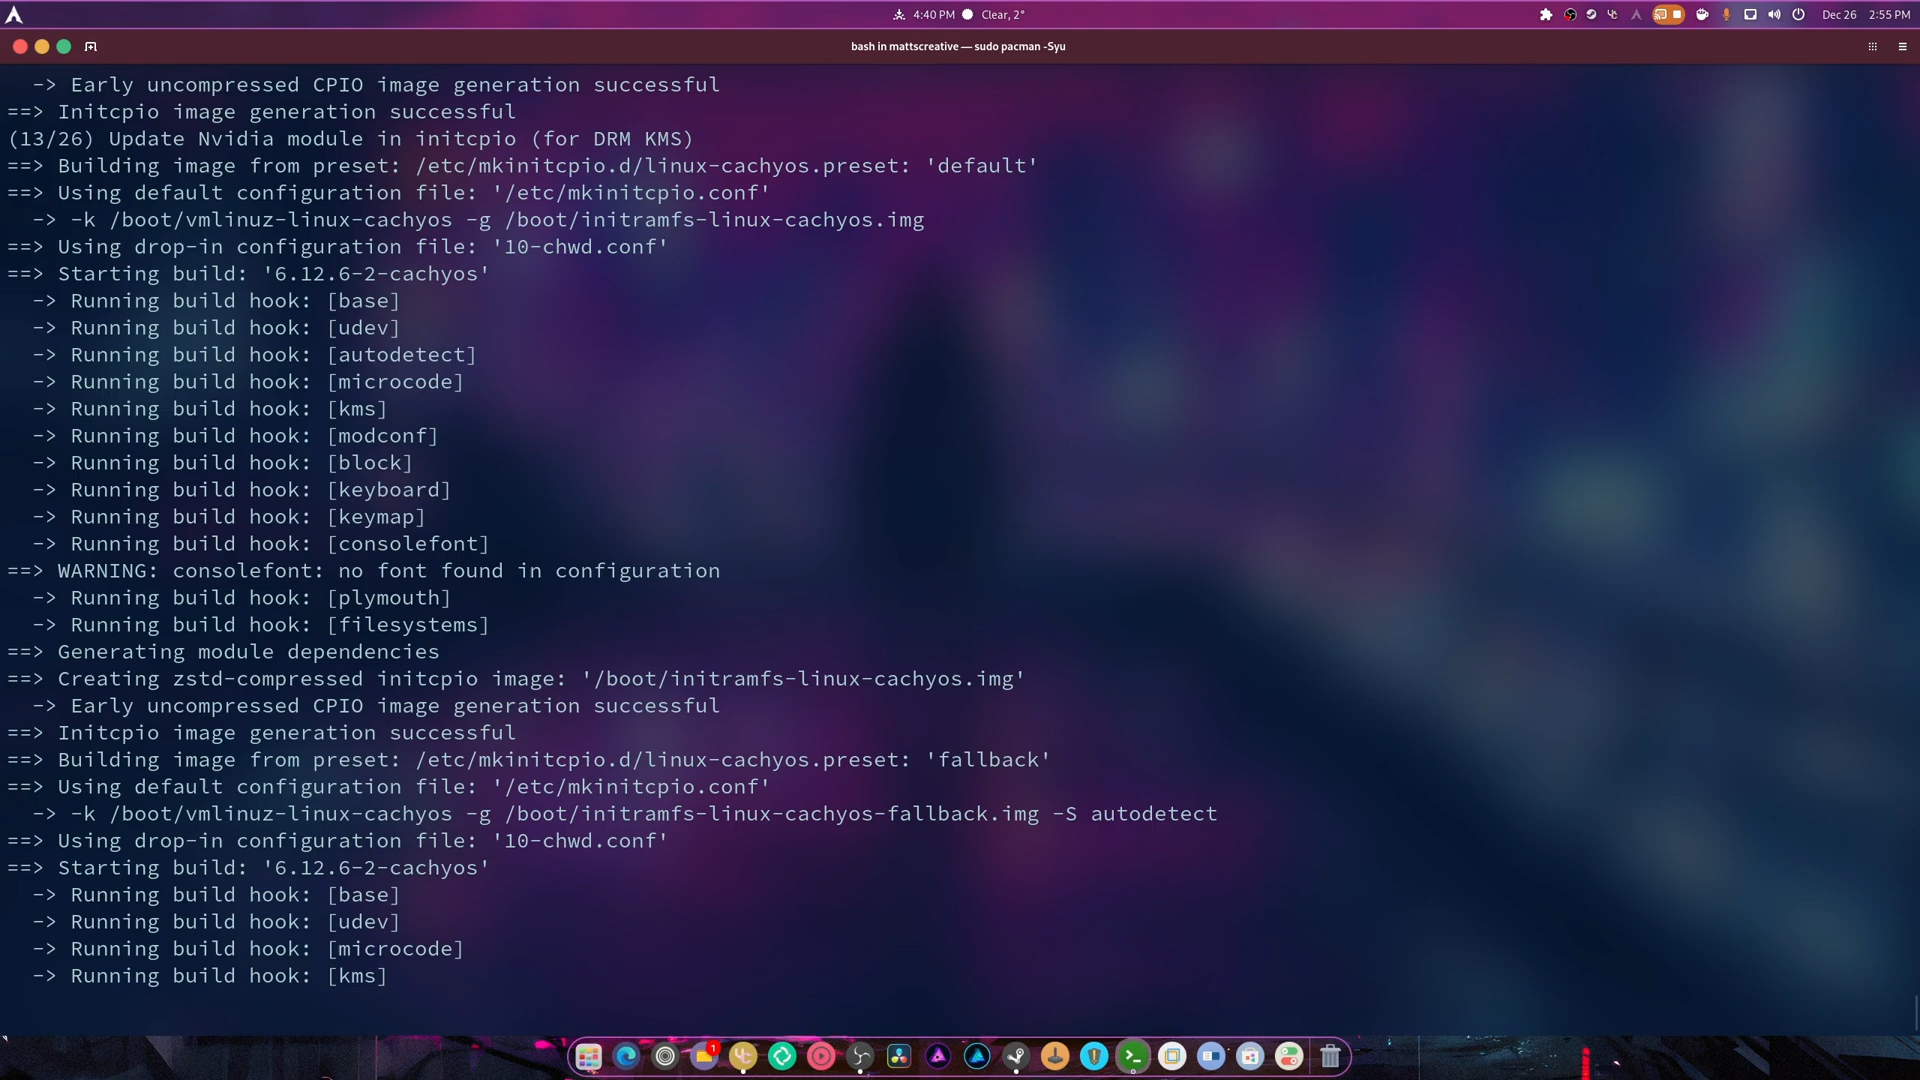 4:40 PM Clear, 2° Dec 26 2:55 PM
bash in mattscreative — sudo pacman -Syu
-> Early uncompressed CPIO image generation successful
==> Initcpio image generation successful
(13/26) Update Nvidia module in initcpio (for DRM KMS)
==> Building image from preset: /etc/mkinitcpio.d/linux-cachyos.preset: 'default'
==> Using default configuration file: '/etc/mkinitcpio.conf'
-> -k /boot/vmlinuz-linux-cachyos -g /boot/initramfs-linux-cachyos.img
==> Using drop-in configuration file: '10-chwd.conf'
==> Starting build: '6.12.6-2-cachyos'
-> Running build hook: [base]
-> Running build hook: [udev]
-> Running build hook: [autodetect]
-> Running build hook: [microcode]
-> Running build hook: [kms]
-> Running build hook: [modconf]
-> Running build hook: [block]
-> Running build hook: [keyboard]
-> Running build hook: [keymap]
-> Running build hook: [consolefont]
==> WARNING: consolefont: no font found in configuration
-> Running build hook: [plymouth]
-> Running build hook: [filesystems]
==> Generating module dependencies
==> Creating zstd-compressed initcpio image: '/boot/initramfs-linux-cachyos.img'
-> Early uncompressed CPIO image generation successful
==> Initcpio image generation successful
==> Building image from preset: /etc/mkinitcpio.d/linux-cachyos.preset: 'fallback'
==> Using default configuration file: '/etc/mkinitcpio.conf'
-> -k /boot/vmlinuz-linux-cachyos -g /boot/initramfs-linux-cachyos-fallback.img -S autodetect
==> Using drop-in configuration file: '10-chwd.conf'
==> Starting build: '6.12.6-2-cachyos'
-> Running build hook: [base]
-> Running build hook: [udev]
-> Running build hook: [microcode]
-> Running build hook: [kms]
1